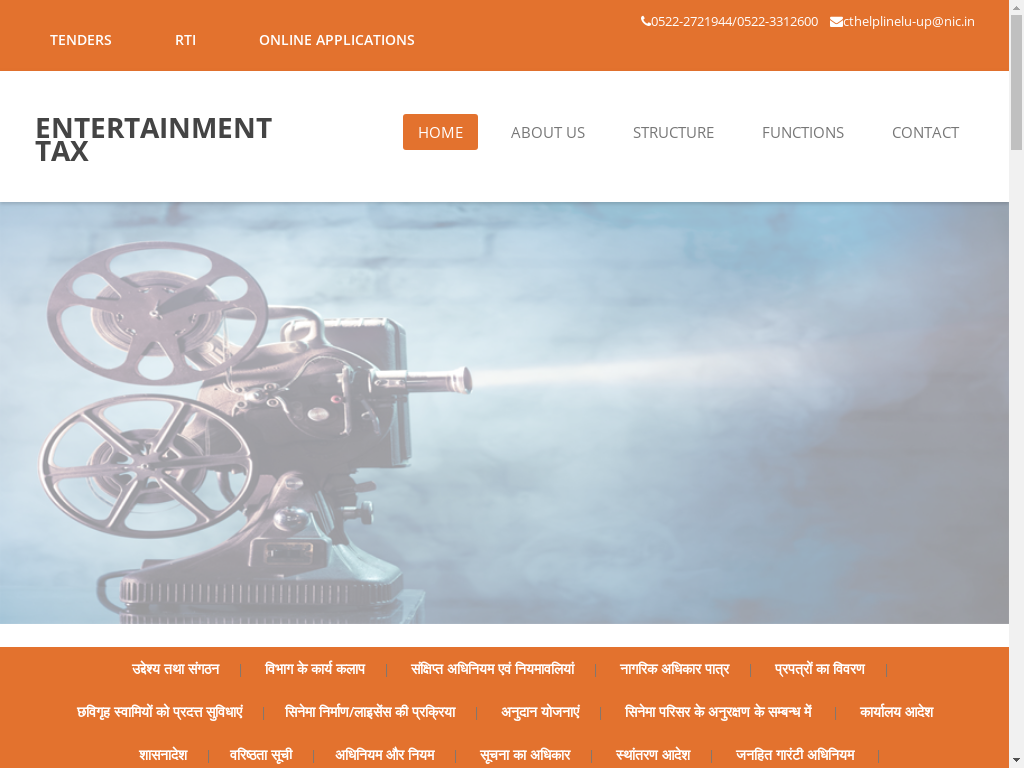 0522-2721944/0522-3312600 cthelplinelu-up@nic.in
TENDERS RTI ONLINE APPLICATIONS
ENTERTAINMENT
TAX
HOME ABOUT US STRUCTURE FUNCTIONS CONTACT
उद्देश्य तथा संगठन | विभाग के कार्य कलाप | संक्षिप्त अधिनियम एवं नियमावलियां | नागरिक अधिकार पात्र | प्रपत्रों का विवरण |
छविगृह स्वामियों को प्रदत्त सुविधाएं | सिनेमा निर्माण/लाइसेंस की प्रक्रिया | अनुदान योजनाएं | सिनेमा परिसर के अनुरक्षण के सम्बन्ध में | कार्यालय आदेश
शासनादेश | वरिष्ठता सूची | अधिनियम और नियम | सूचना का अधिकार | स्थांतरण आदेश | जनहित गारंटी अधिनियम |